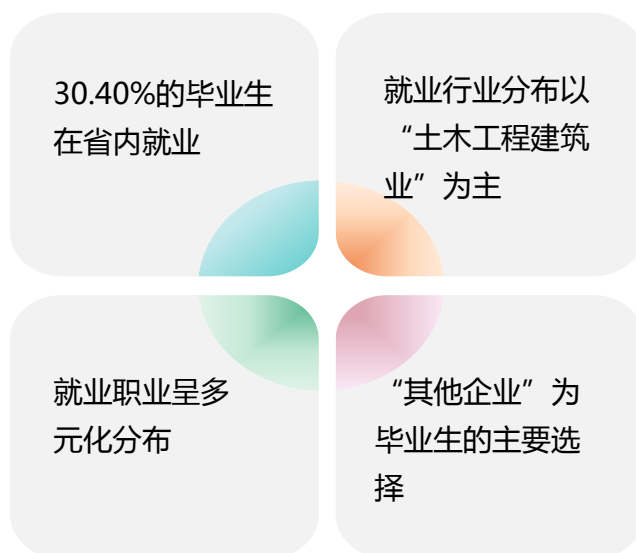 30.40%的毕业生
在省内就业
就业行业分布以
“土木工程建筑
业”为主
就业职业呈多
元化分布
“其他企业”为
毕业生的主要选
择